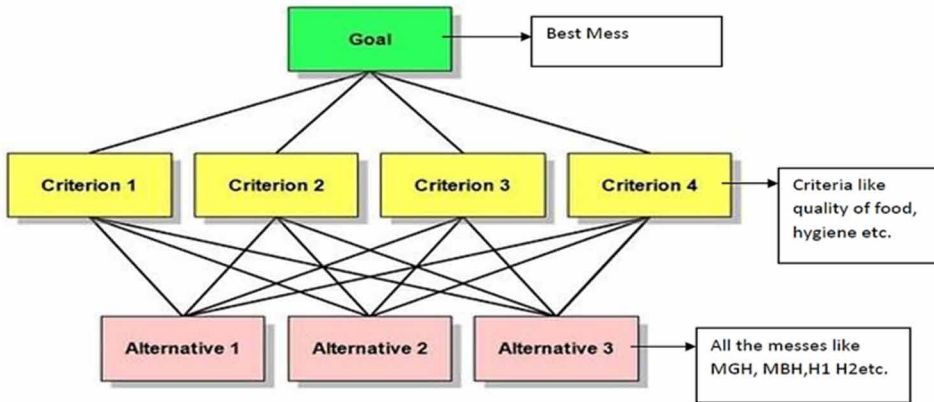 Goal
Best Mess
Criterion 1
Criterion 2
Criterion 3
Criterion 4
Criteria like
quality of food,
hygiene etc.
Alternative 1
Alternative 2
Alternative 3
All the messes like
MGH, MBH,H1 H2etc.